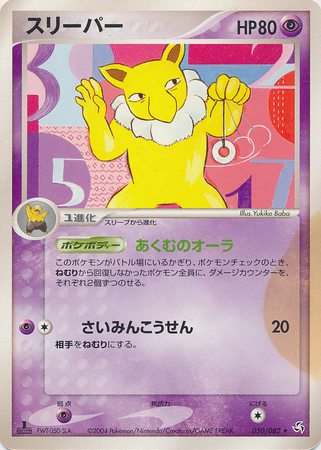 スリーパー HP80
Illus.Yukiko Baba
1進化 スリープから進化
ポケボディー あくむのオーラ
このポケモンがバトル場にいるかぎり、ポケモンチェックのとき、
ねむりから回復しなかったポケモン全員に、ダメージカウンターを、
それぞれ2個ずつのせる。
さいみんこうせん 20
相手をねむりにする。
弱点 抵抗力 にげる
1
FWT-050-SLA ©2004 Pokémon/Nintendo/Creatures/GAME FREAK 030/082